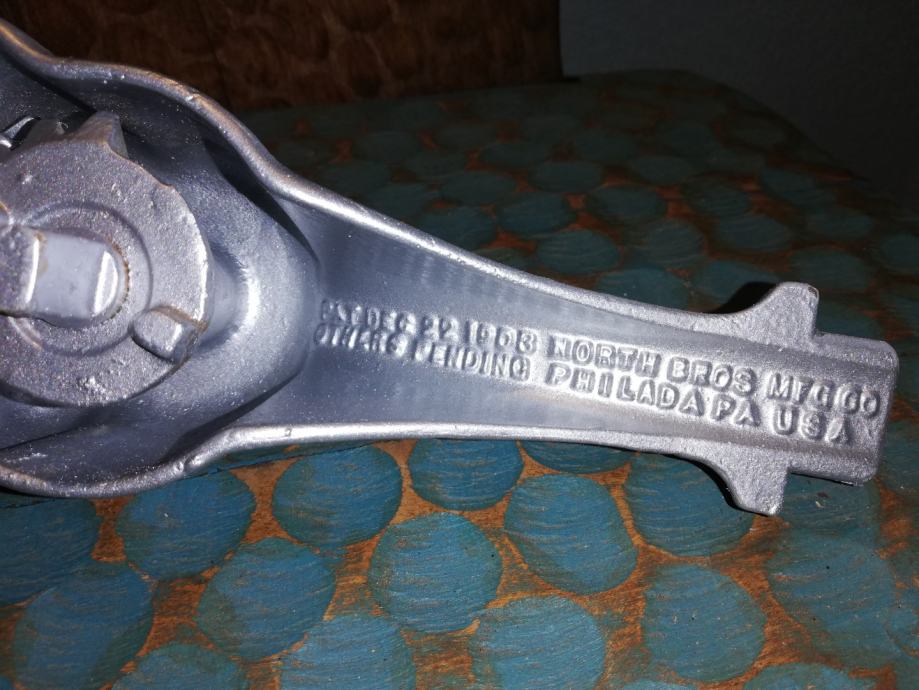 PAT DEC 22 1903 NORTH BROS MFG CO
OTHERS PENDING PHILADA PA USA